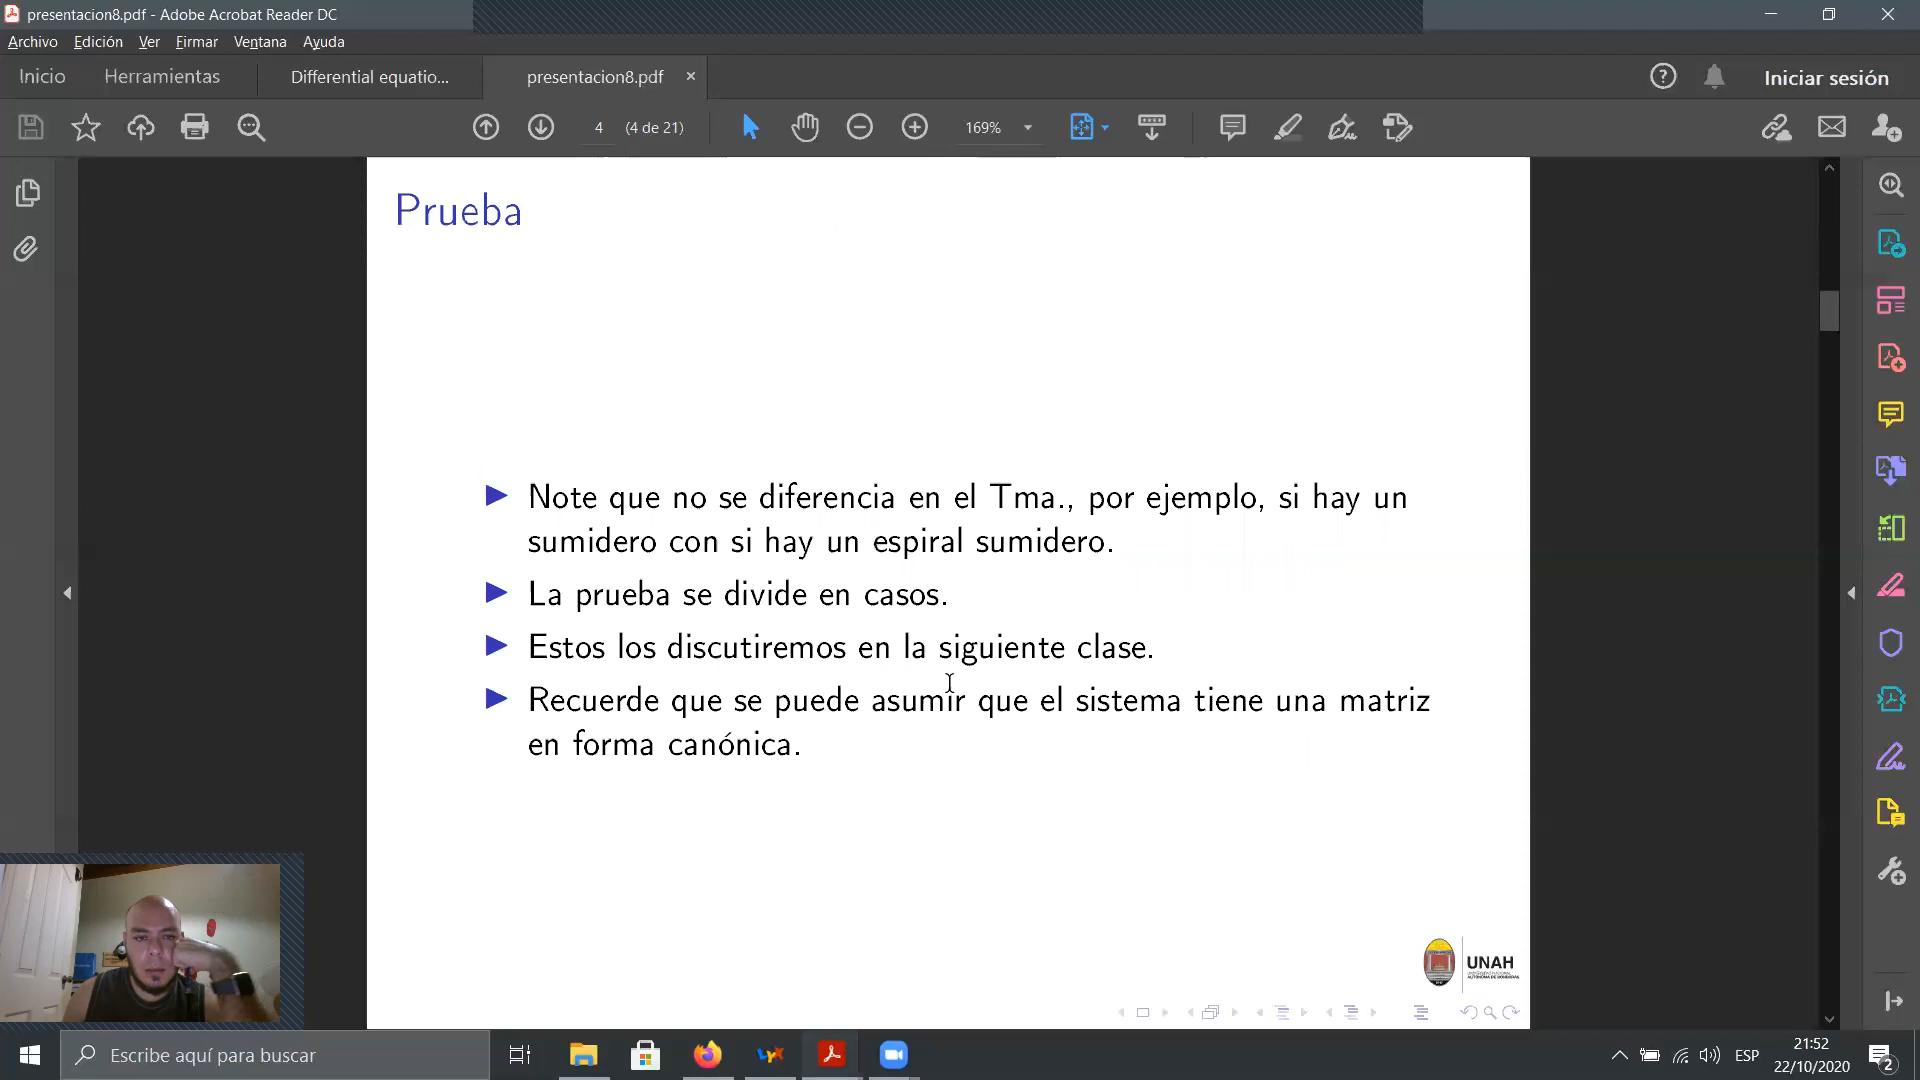 presentacion8.pdf - Adobe Acrobat Reader DC
Archivo Edición Ver Firmar Ventana Ayuda
Inicio Herramientas Differential equatio... presentacion8.pdf × Iniciar sesión
4 (4 de 21) 169%
Prueba
Note que no se diferencia en el Tma., por ejemplo, si hay un
sumidero con si hay un espiral sumidero.
La prueba se divide en casos.
Estos los discutiremos en la siguiente clase.
Recuerde que se puede asumir que el sistema tiene una matriz
en forma canónica.
UNAH
Escribe aquí para buscar
ESP
21:52
22/10/2020
2